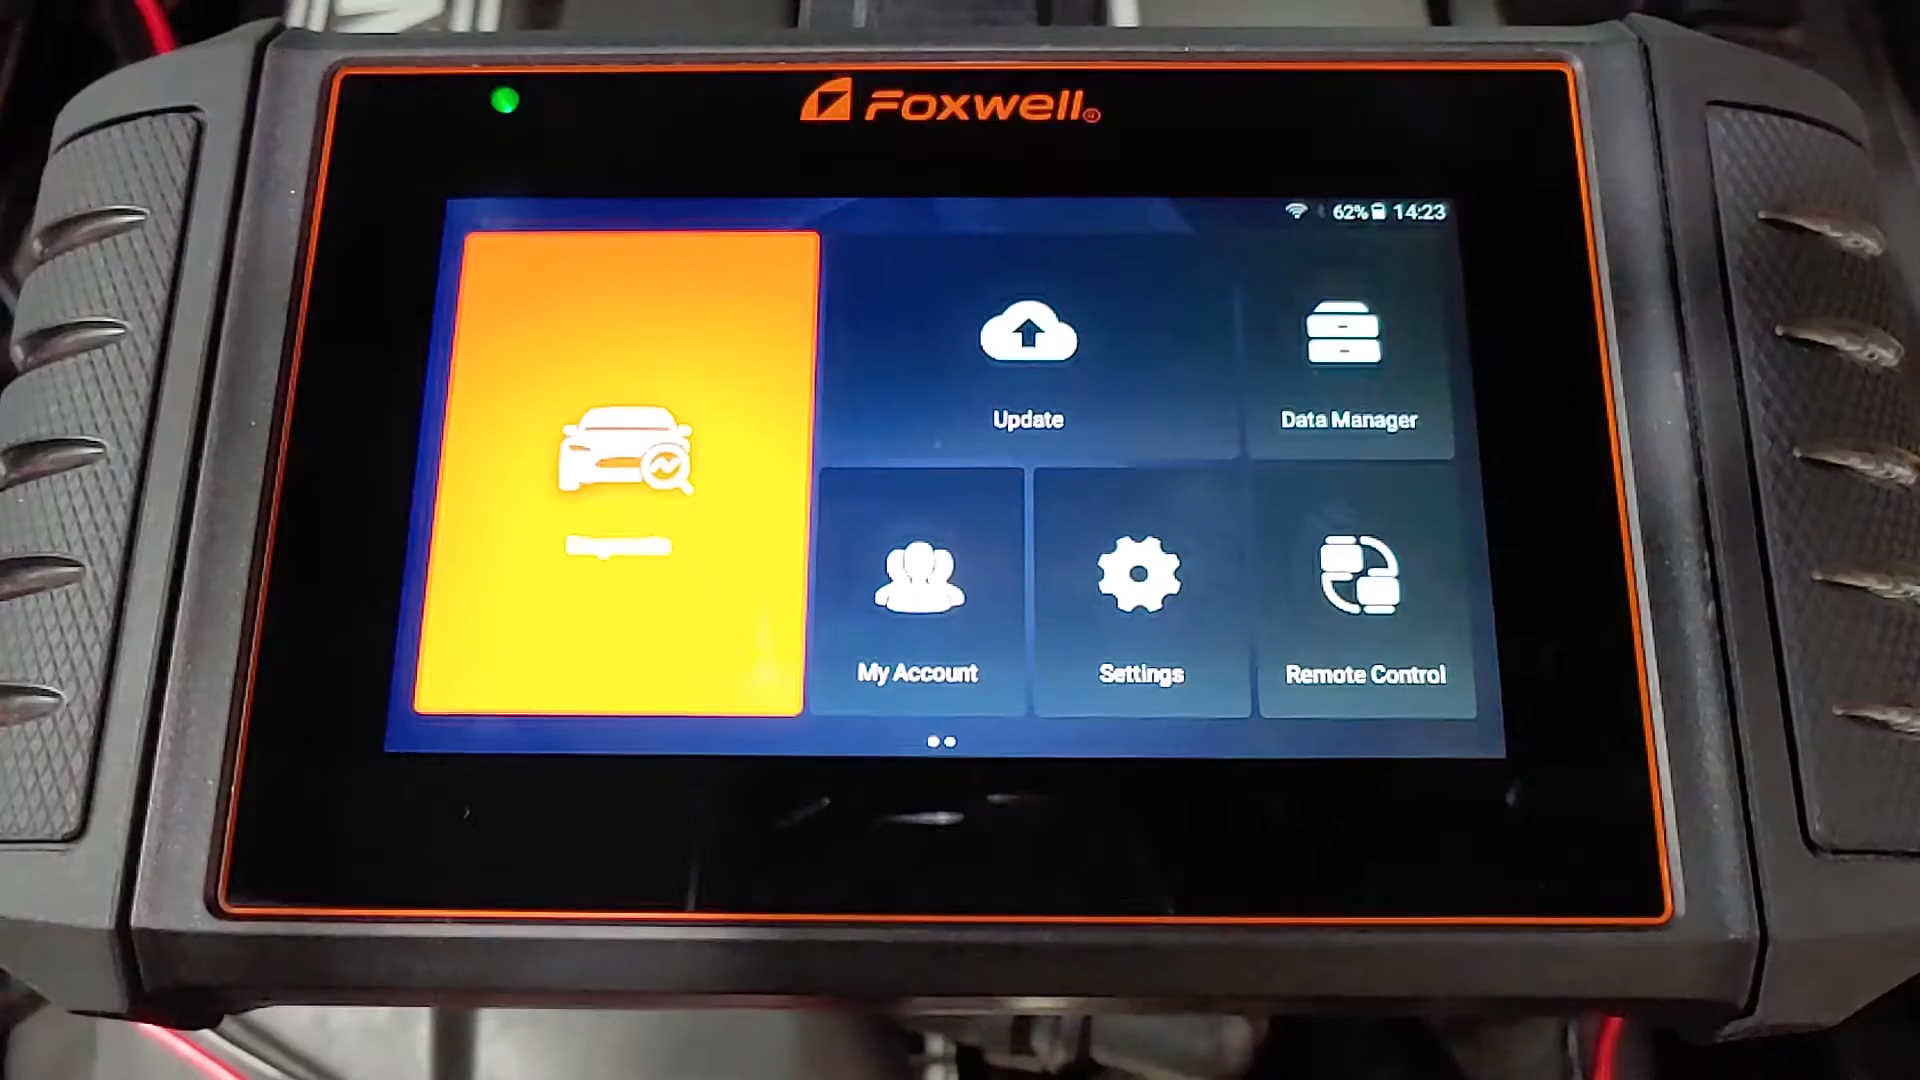 Foxwell®
62% 14:23
Update
Data Manager
My Account
Settings
Remote Control